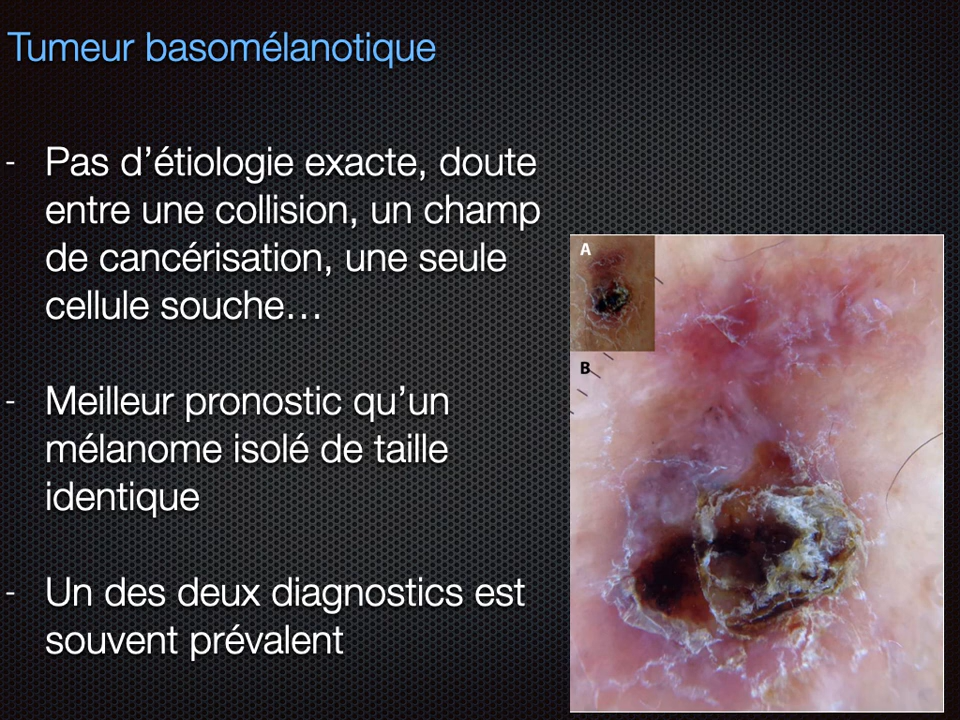 Tumeur basomélanotique
- Pas d’étiologie exacte, doute
entre une collision, un champ
de cancérisation, une seule
cellule souche…
- Meilleur pronostic qu’un
mélanome isolé de taille
identique
- Un des deux diagnostics est
souvent prévalent
A
B